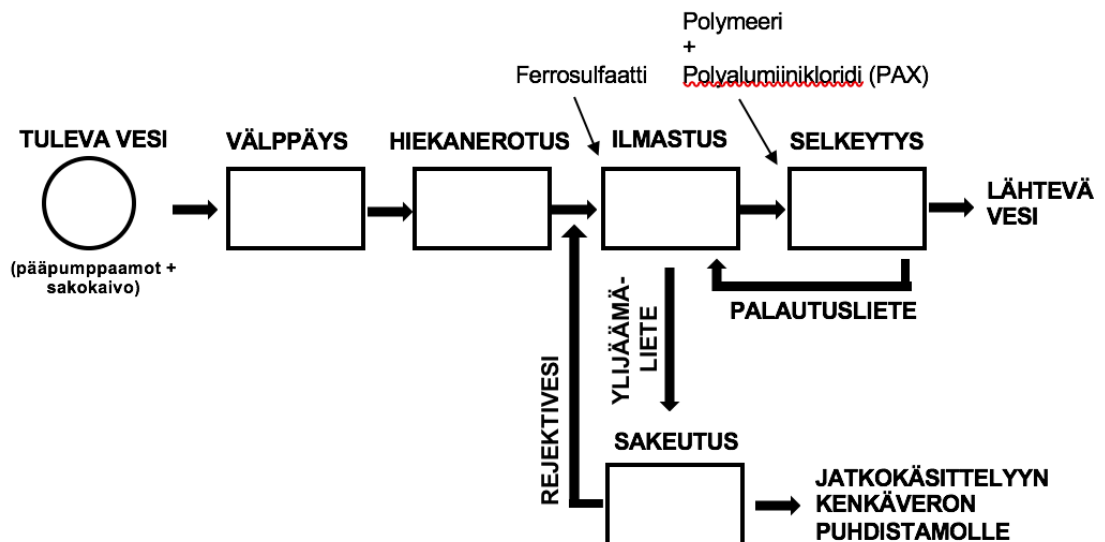 Polymeeri
+
Polyalumiinikloridi (PAX)
Ferrosulfaatti
TULEVA VESI
VÄLPPÄYS
HIEKANEROTUS
ILMASTUS
SELKEYTYS
LÄHTEVÄ
VESI
(pääpumppaamot +
sakokaivo)
PALAUTUSLIETE
YLIJÄÄMÄ-
LIETE
REJEKTIVESI
SAKEUTUS
JATKOKÄSITTELYYN
KENKÄVERON
PUHDISTAMOLLE